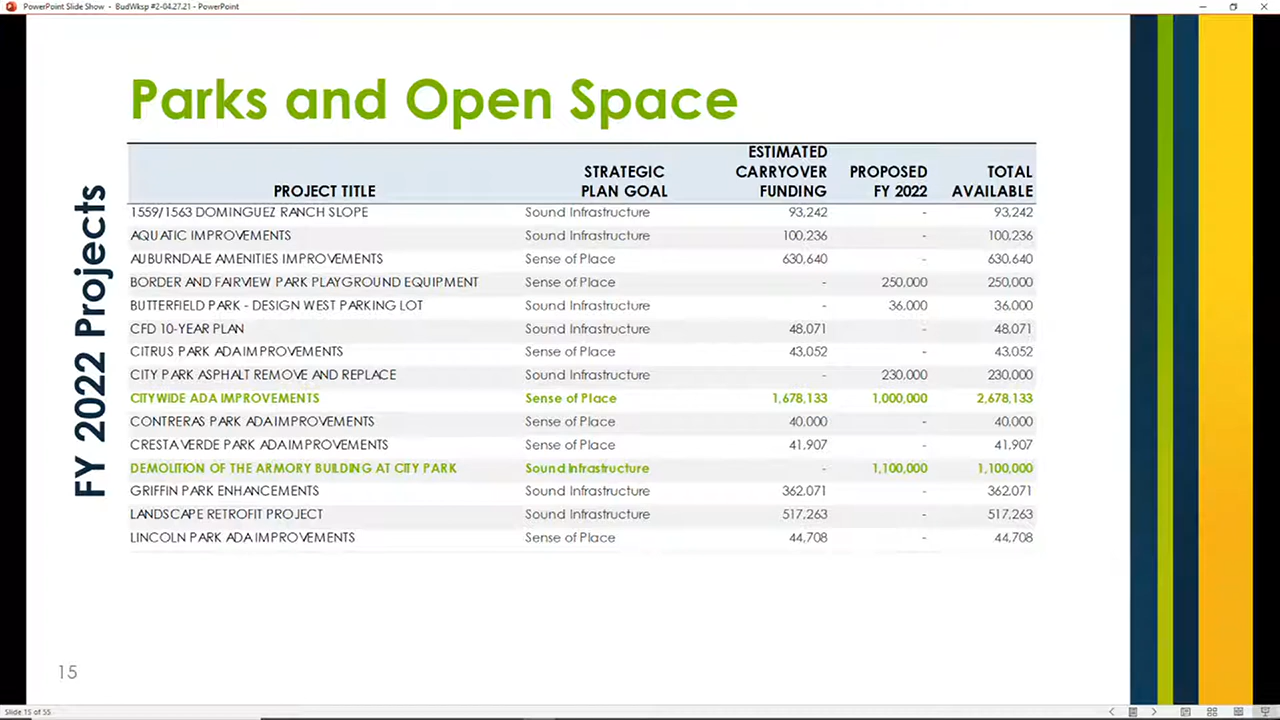 PowerPoint Slide Show - BudWksp #2-04.27.21 - PowerPoint
Parks and Open Space
FY 2022 Projects
PROJECT TITLE STRATEGIC PLAN GOAL ESTIMATED CARRYOVER FUNDING PROPOSED FY 2022 TOTAL AVAILABLE
1559/1563 DOMINGUEZ RANCH SLOPE Sound Infrastructure 93,242 - 93,242
AQUATIC IMPROVEMENTS Sound Infrastructure 100,236 - 100,236
AUBURNDALE AMENITIES IMPROVEMENTS Sense of Place 630,640 - 630,640
BORDER AND FAIRVIEW PARK PLAYGROUND EQUIPMENT Sense of Place - 250,000 250,000
BUTTERFIELD PARK - DESIGN WEST PARKING LOT Sound Infrastructure - 36,000 36,000
CFD 10-YEAR PLAN Sound Infrastructure 48,071 - 48,071
CITRUS PARK ADA IMPROVEMENTS Sense of Place 43,052 - 43,052
CITY PARK ASPHALT REMOVE AND REPLACE Sound Infrastructure - 230,000 230,000
CITYWIDE ADA IMPROVEMENTS Sense of Place 1,678,133 1,000,000 2,678,133
CONTRERAS PARK ADA IMPROVEMENTS Sense of Place 40,000 - 40,000
CRESTA VERDE PARK ADA IMPROVEMENTS Sense of Place 41,907 - 41,907
DEMOLITION OF THE ARMORY BUILDING AT CITY PARK Sound Infrastructure - 1,100,000 1,100,000
GRIFFIN PARK ENHANCEMENTS Sound Infrastructure 362,071 - 362,071
LANDSCAPE RETROFIT PROJECT Sound Infrastructure 517,263 - 517,263
LINCOLN PARK ADA IMPROVEMENTS Sense of Place 44,708 - 44,708
15
Slide 15 of 55